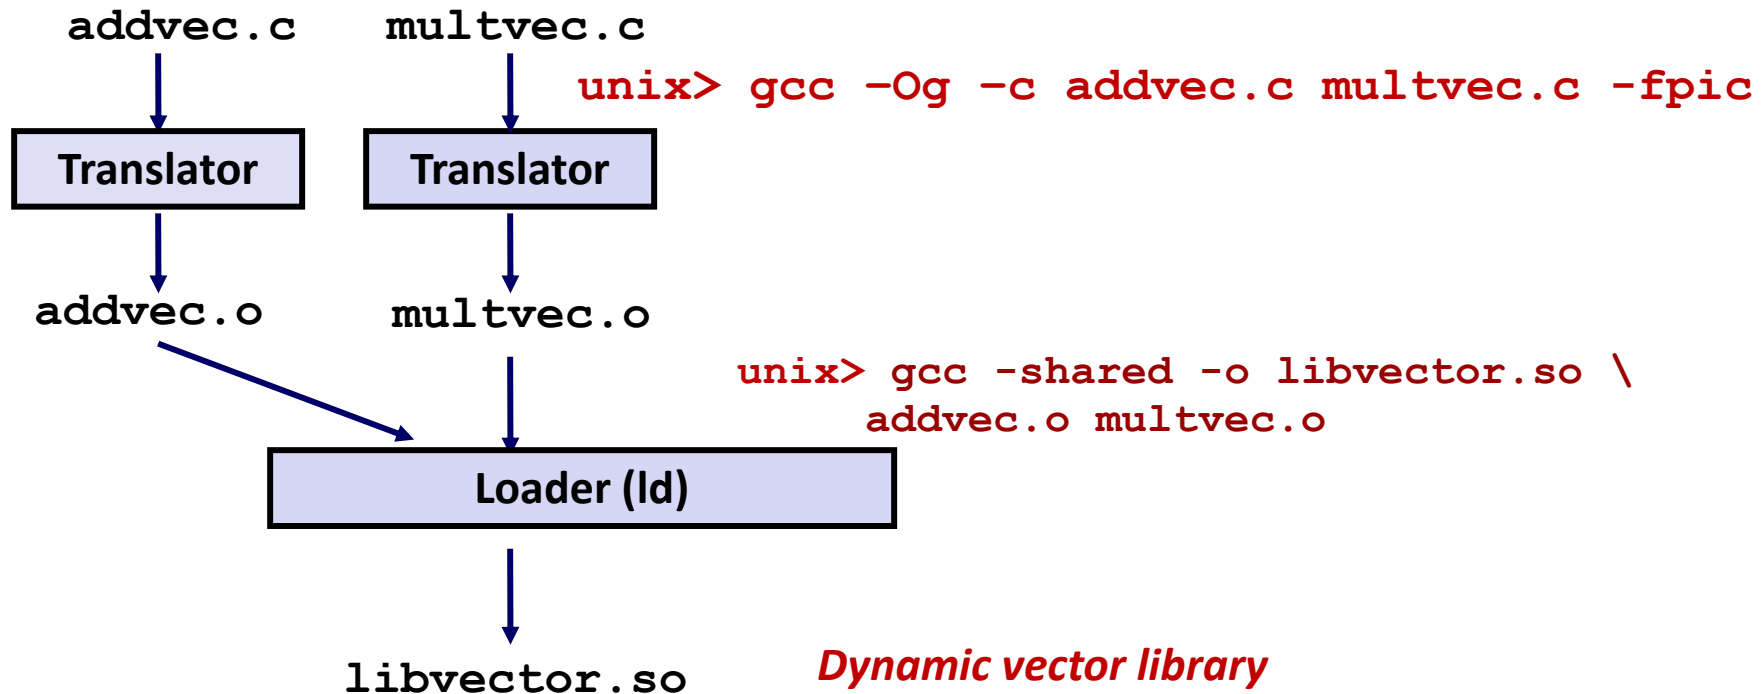 addvec.c
multvec.c
unix> gcc –Og –c addvec.c multvec.c -fpic
Translator
Translator
addvec.o
multvec.o
unix> gcc -shared -o libvector.so \
addvec.o multvec.o
Loader (ld)
libvector.so
Dynamic vector library